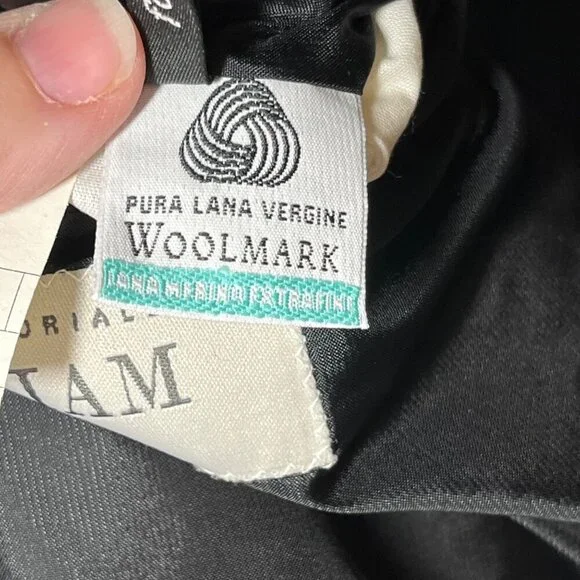 PURA LANA VERGINE
WOOLMARK
LANA MERINO EXTRAFINE